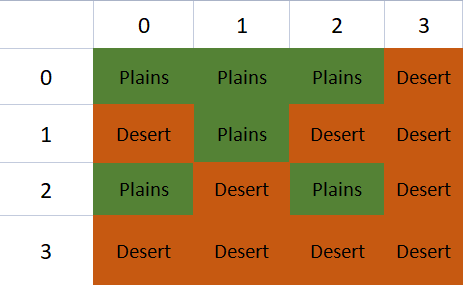 0 1 2 3
0 Plains Plains Plains Desert
1 Desert Plains Desert Desert
2 Plains Desert Plains Desert
3 Desert Desert Desert Desert